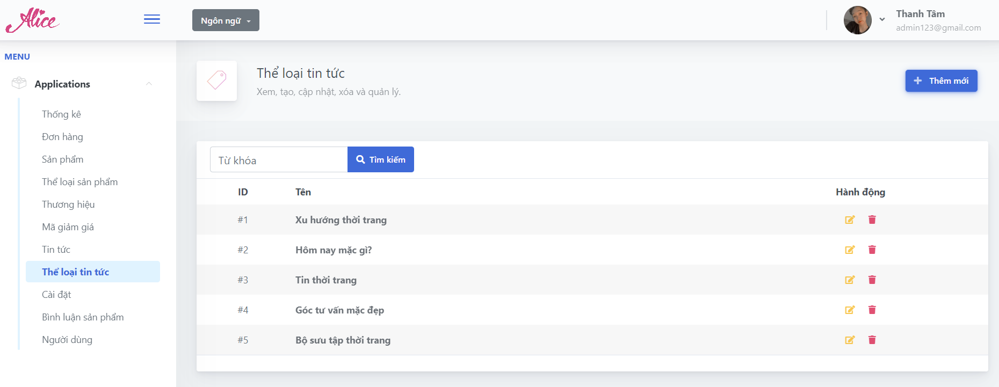 Alice
Ngôn ngữ
Thanh Tâm
admin123@gmail.com
MENU
Applications
Thống kê
Đơn hàng
Sản phẩm
Thể loại sản phẩm
Thương hiệu
Mã giảm giá
Tin tức
Thể loại tin tức
Cài đặt
Bình luận sản phẩm
Người dùng
Thể loại tin tức
Xem, tạo, cập nhật, xóa và quản lý.
Thêm mới
Từ khóa Tìm kiếm
ID Tên Hành động
#1 Xu hướng thời trang
#2 Hôm nay mặc gì?
#3 Tin thời trang
#4 Góc tư vấn mặc đẹp
#5 Bộ sưu tập thời trang